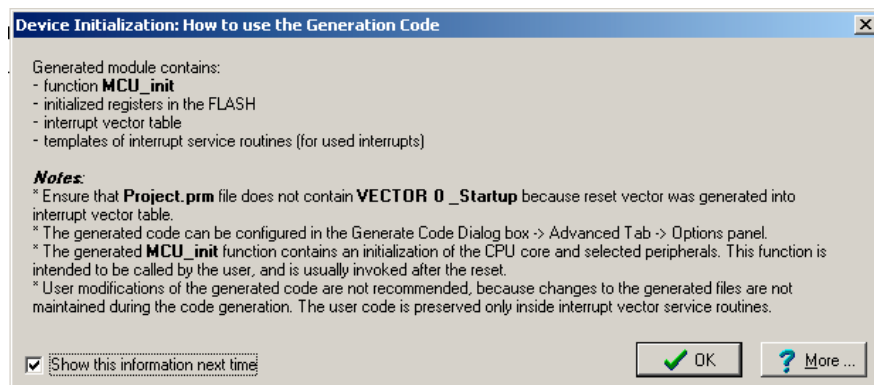 Device Initialization: How to use the Generation Code
Generated module contains:
- function MCU_init
- initialized registers in the FLASH
- interrupt vector table
- templates of interrupt service routines (for used interrupts)
Notes:
* Ensure that Project.prm file does not contain VECTOR 0 _Startup because reset vector was generated into
interrupt vector table.
* The generated code can be configured in the Generate Code Dialog box -> Advanced Tab -> Options panel.
* The generated MCU_init function contains an initialization of the CPU core and selected peripherals. This function is
intended to be called by the user, and is usually invoked after the reset.
* User modifications of the generated code are not recommended, because changes to the generated files are not
maintained during the code generation. The user code is preserved only inside interrupt vector service routines.
Show this information next time
OK
? More ...